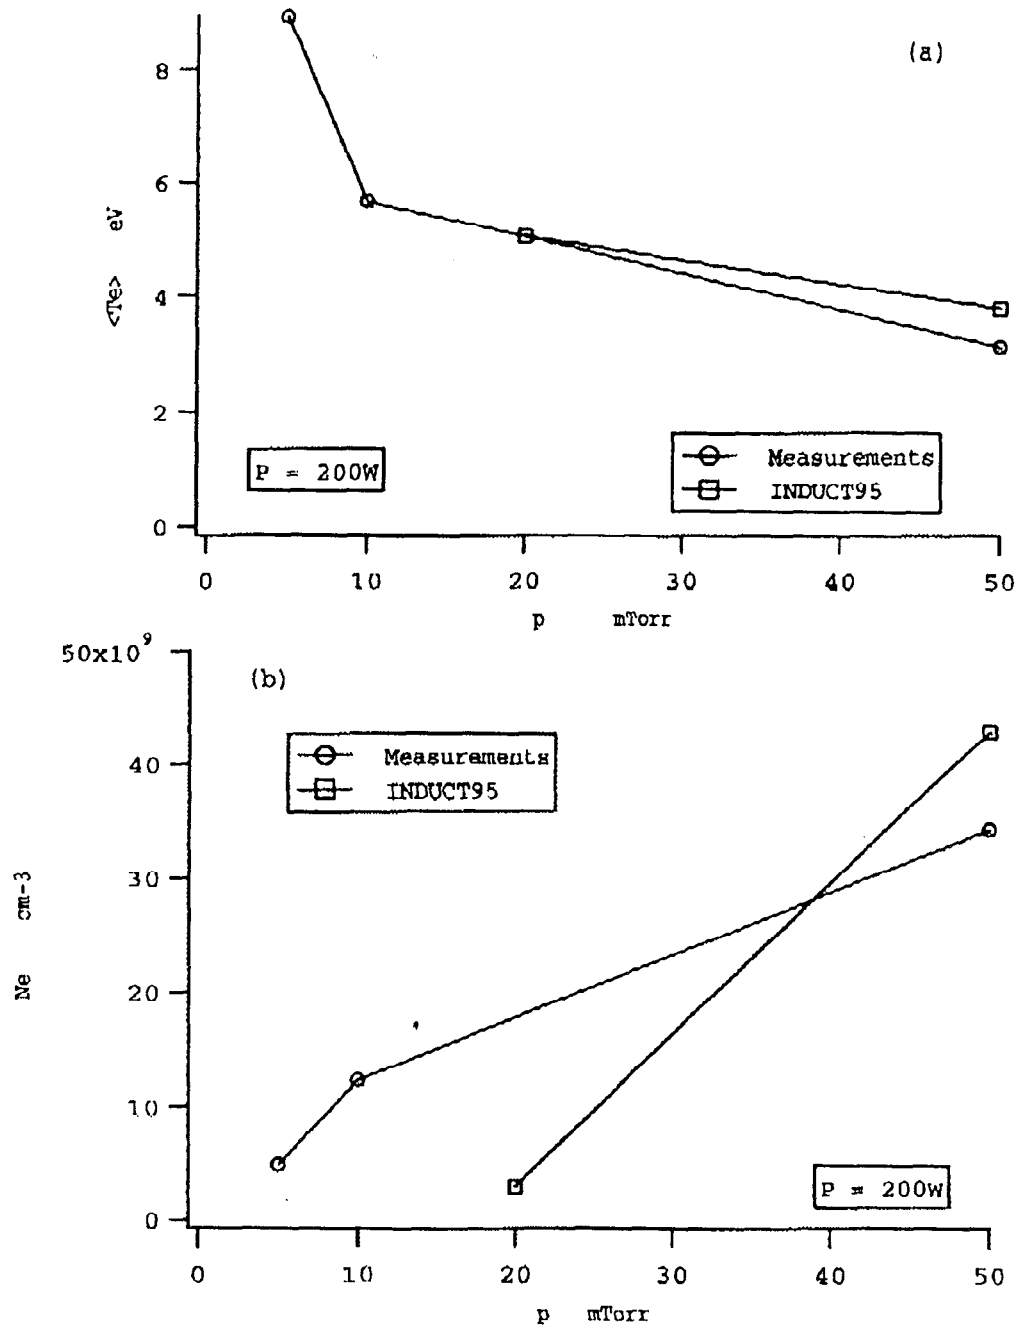 (a)
8
6
4
2
0
<Te> eV
P = 200W
Measurements
INDUCT95
0 10 20 30 40 50
p mTorr
50x10⁹
(b)
Measurements
INDUCT95
40
30
20
10
0
Ne cm-3
P = 200W
0 10 20 30 40 50
p mTorr